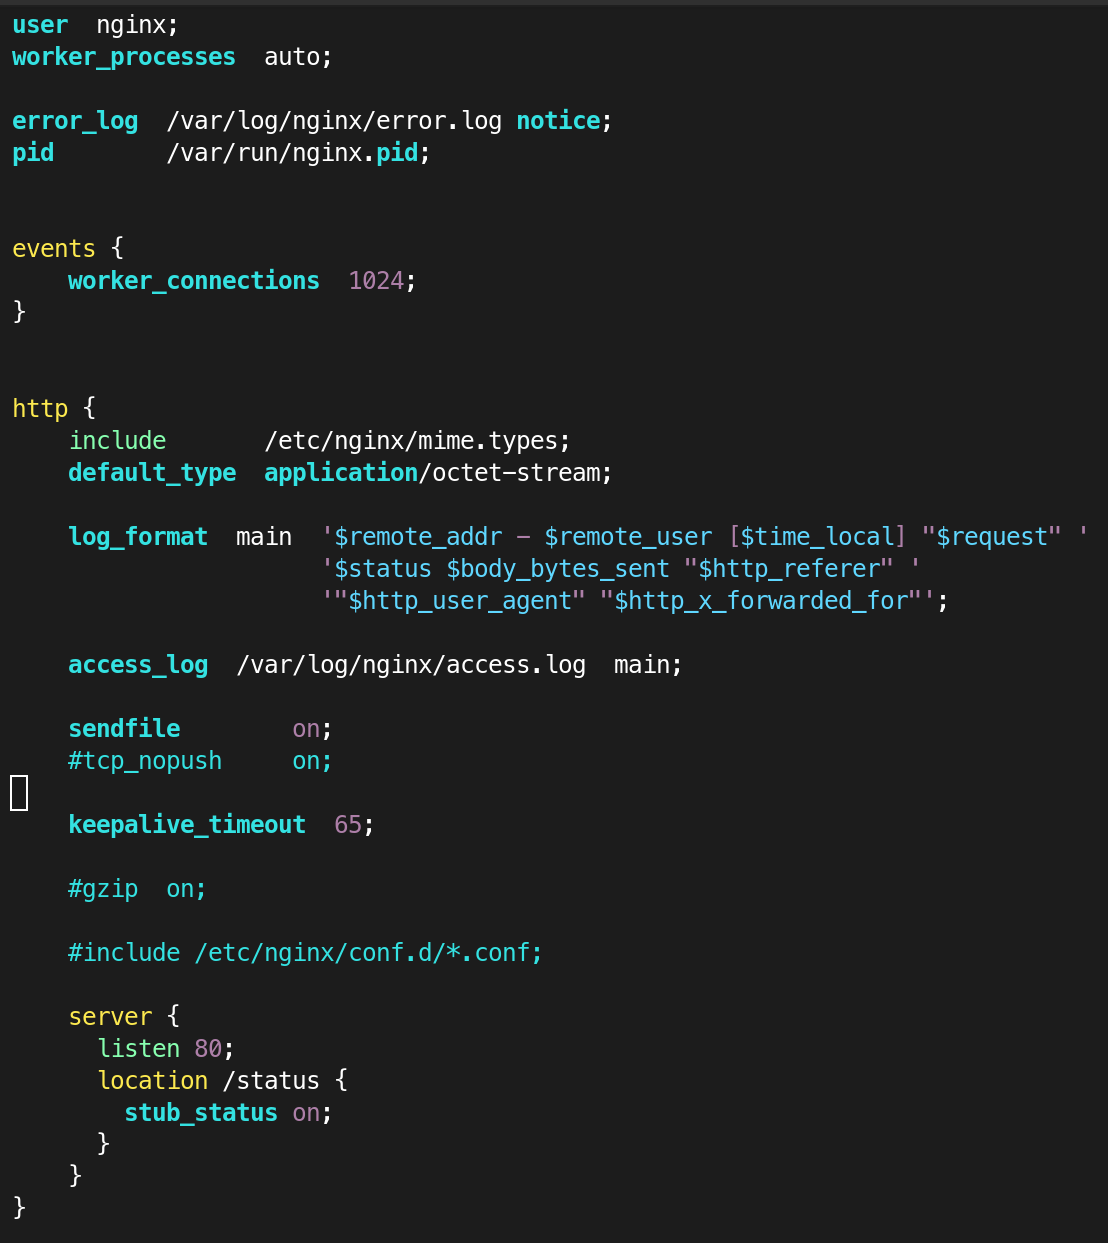 user  nginx;
worker_processes  auto;

error_log  /var/log/nginx/error.log notice;
pid        /var/run/nginx.pid;


events {
    worker_connections  1024;
}


http {
    include       /etc/nginx/mime.types;
    default_type  application/octet-stream;

    log_format  main  '$remote_addr - $remote_user [$time_local] "$request" '
                      '$status $body_bytes_sent "$http_referer" '
                      '"$http_user_agent" "$http_x_forwarded_for"';

    access_log  /var/log/nginx/access.log  main;

    sendfile        on;
    #tcp_nopush     on;

    keepalive_timeout  65;

    #gzip  on;

    #include /etc/nginx/conf.d/*.conf;

    server {
      listen 80;
      location /status {
        stub_status on;
      }
    }
}